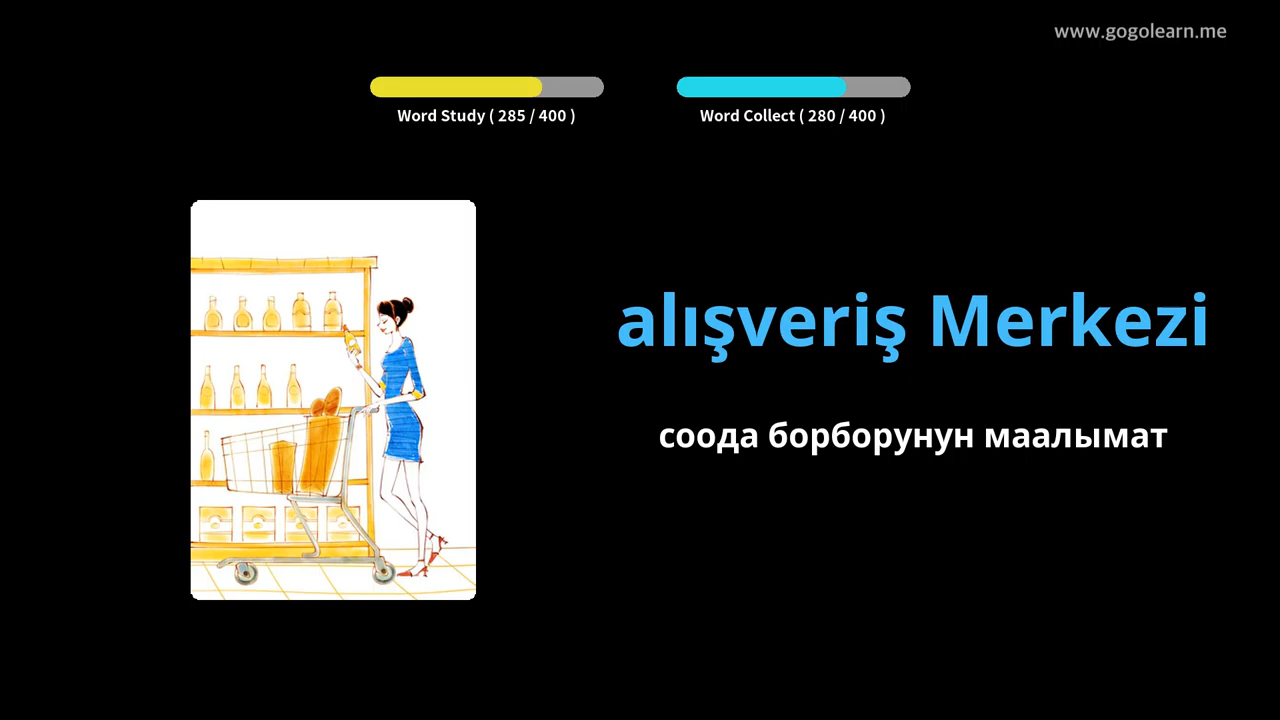 www.gogolearn.me
Word Study ( 285 / 400 )
Word Collect ( 280 / 400 )
alışveriş Merkezi
соода борборунун маалымат